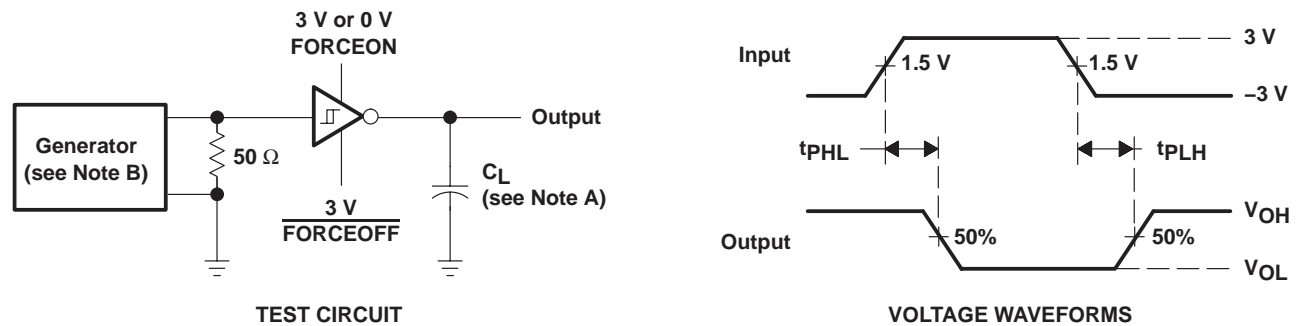 3 V or 0 V
FORCEON
Generator
(see Note B)
50 Ω
Output
CL
(see Note A)
3 V
FORCEOFF
TEST CIRCUIT
Input
3 V
1.5 V
1.5 V
–3 V
tPHL
tPLH
Output
VOH
50%
50%
VOL
VOLTAGE WAVEFORMS